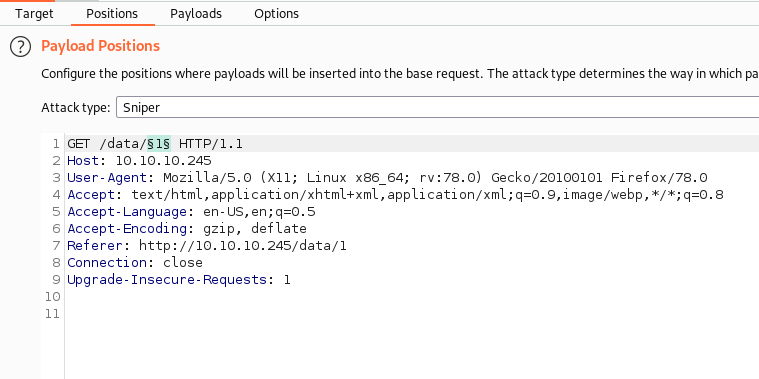 Target Positions Payloads Options
? Payload Positions
Configure the positions where payloads will be inserted into the base request. The attack type determines the way in which pa
Attack type: Sniper
1 GET /data/§1§ HTTP/1.1
2 Host: 10.10.10.245
3 User-Agent: Mozilla/5.0 (X11; Linux x86_64; rv:78.0) Gecko/20100101 Firefox/78.0
4 Accept: text/html,application/xhtml+xml,application/xml;q=0.9,image/webp,*/*;q=0.8
5 Accept-Language: en-US,en;q=0.5
6 Accept-Encoding: gzip, deflate
7 Referer: http://10.10.10.245/data/1
8 Connection: close
9 Upgrade-Insecure-Requests: 1
10
11